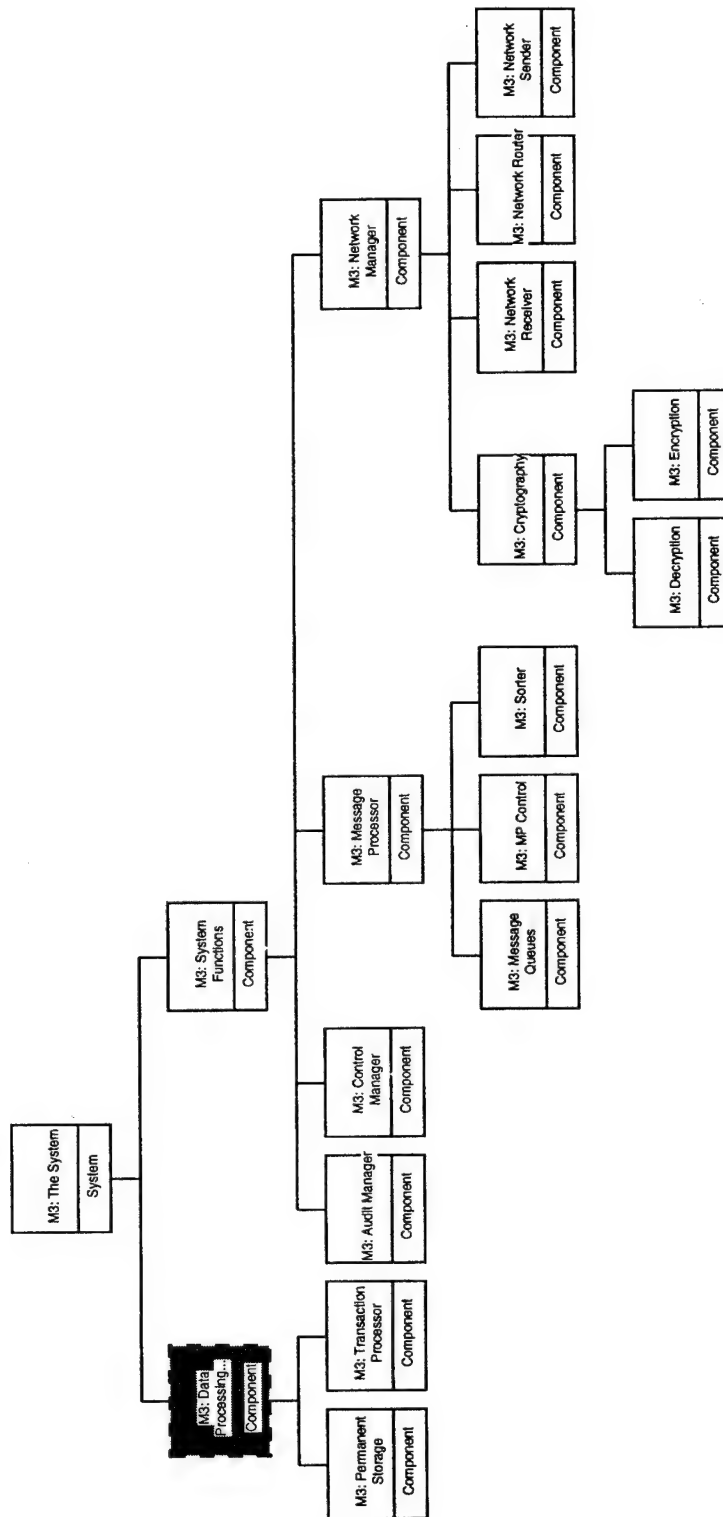 M3: The System
System
M3: Data
Processing...
Component
M3: System
Functions
Component
M3: Permanent
Storage
Component
M3: Transaction
Processor
Component
M3: Audit Manager
Component
M3: Control
Manager
Component
M3: Message
Processor
Component
M3: Network
Manager
Component
M3: Message
Queues
Component
M3: MP Control
Component
M3: Sorter
Component
M3: Cryptography
Component
M3: Network
Receiver
Component
M3: Network Router
Component
M3: Network
Sender
Component
M3: Decryption
Component
M3: Encryption
Component